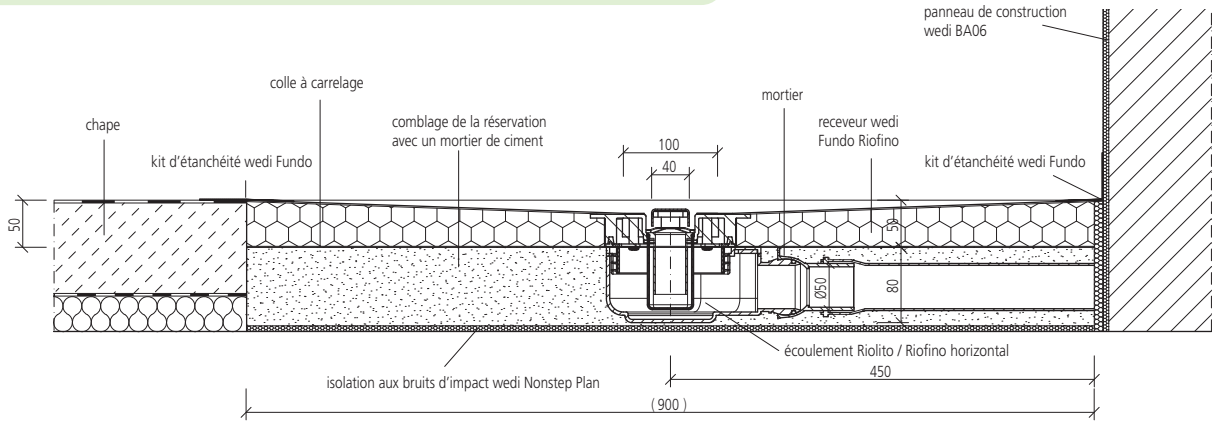 panneau de construction
wedi BA06
colle à carrelage
mortier
chape
comblage de la réservation
avec un mortier de ciment
receveur wedi
Fundo Riofino
100
kit d'étanchéité wedi Fundo
kit d'étanchéité wedi Fundo
40
50
50
Ø50
80
écoulement Riolito / Riofino horizontal
isolation aux bruits d'impact wedi Nonstep Plan
450
(900)